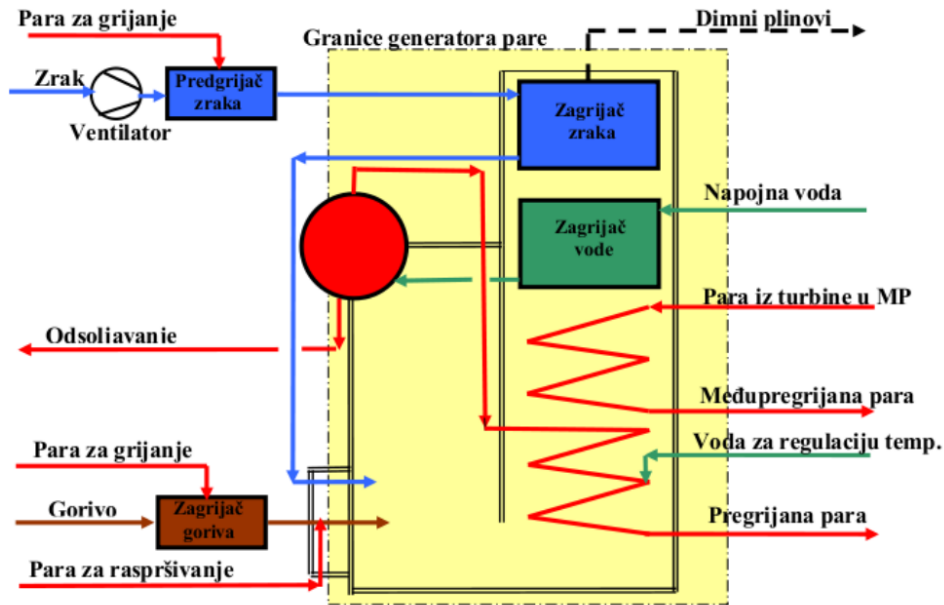 Para za grijanje
Dimni plinovi
Granice generatora pare
Zrak
Predgrijač
zraka
Ventilator
Zagrijač
zraka
Napojna voda
Zagrijač
vode
Para iz turbine u MP
Odsoliavanje
Međupregrijana para
Para za grijanje
Voda za regulaciju temp.
Gorivo
Zagrijač
goriva
Pregrijana para
Para za raspršivanje